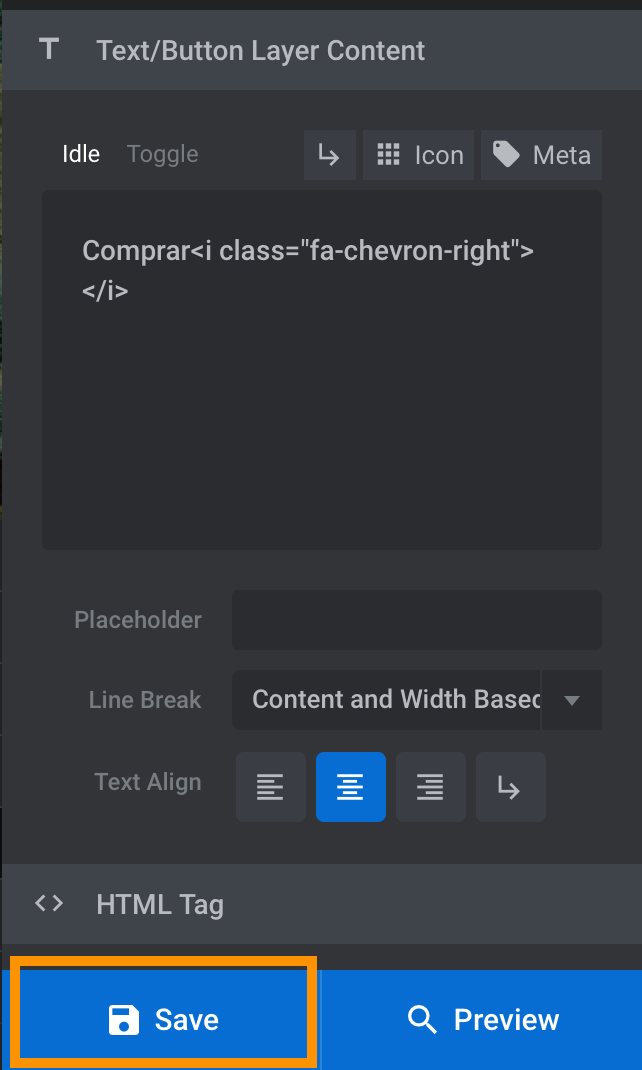 Text/Button Layer Content
Idle Toggle Icon Meta
Comprar<i class="fa-chevron-right">
</i>
Placeholder
Line Break Content and Width Based
Text Align
HTML Tag
Save Preview